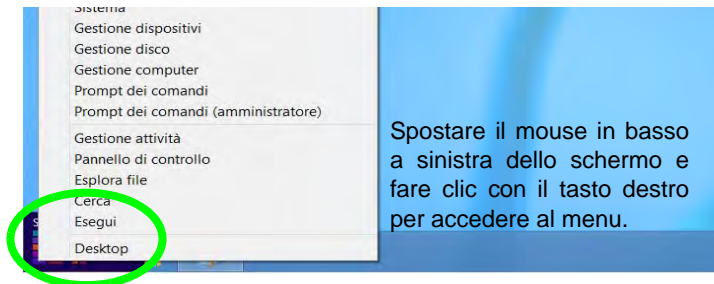 Sistema
Gestione dispositivi
Gestione disco
Gestione computer
Prompt dei comandi
Prompt dei comandi (amministratore)
Gestione attività
Pannello di controllo
Esplora file
Cerca
Esegui
Desktop
Spostare il mouse in basso
a sinistra dello schermo e
fare clic con il tasto destro
per accedere al menu.